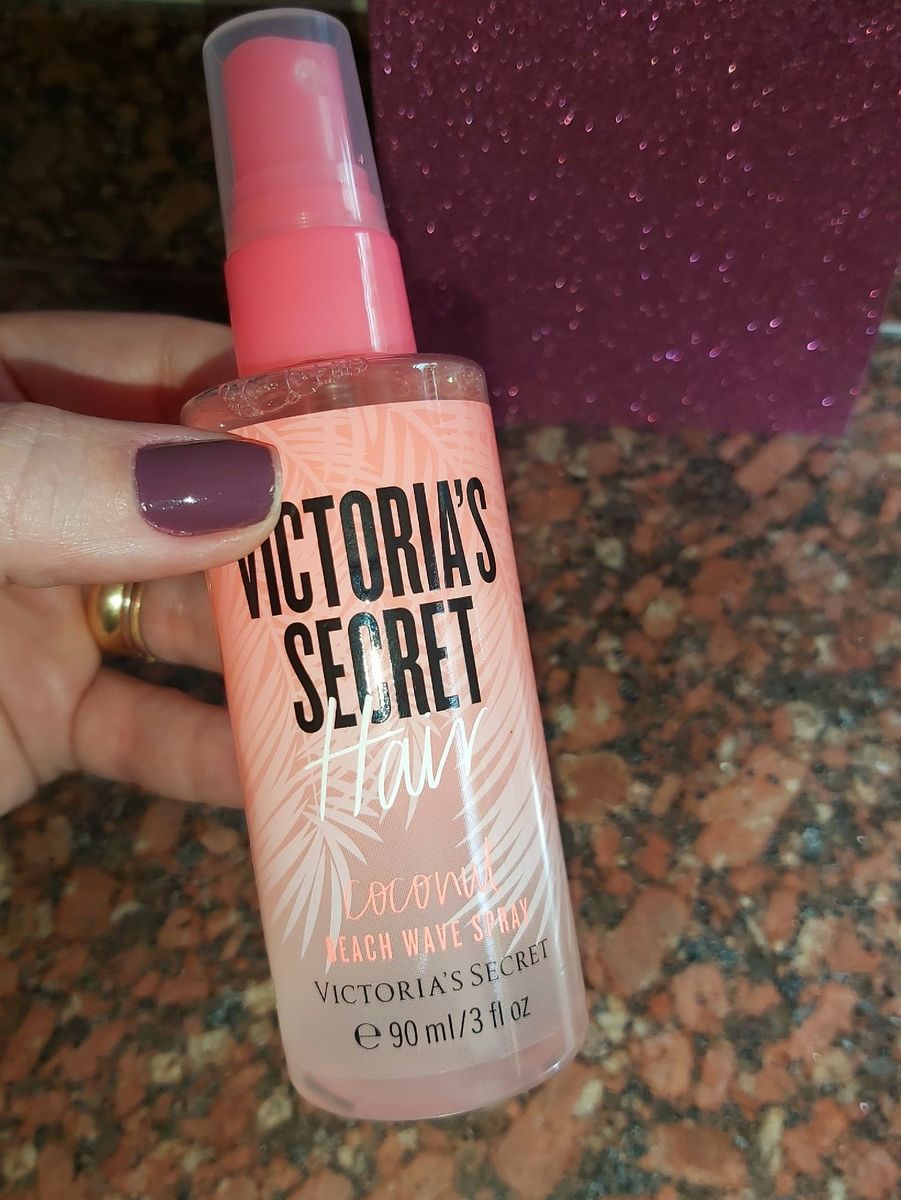 VICTORIA'S
SECRET
Hair
coconut
BEACH WAVE SPRAY
VICTORIA'S SECRET
℮ 90 ml/3 fl oz